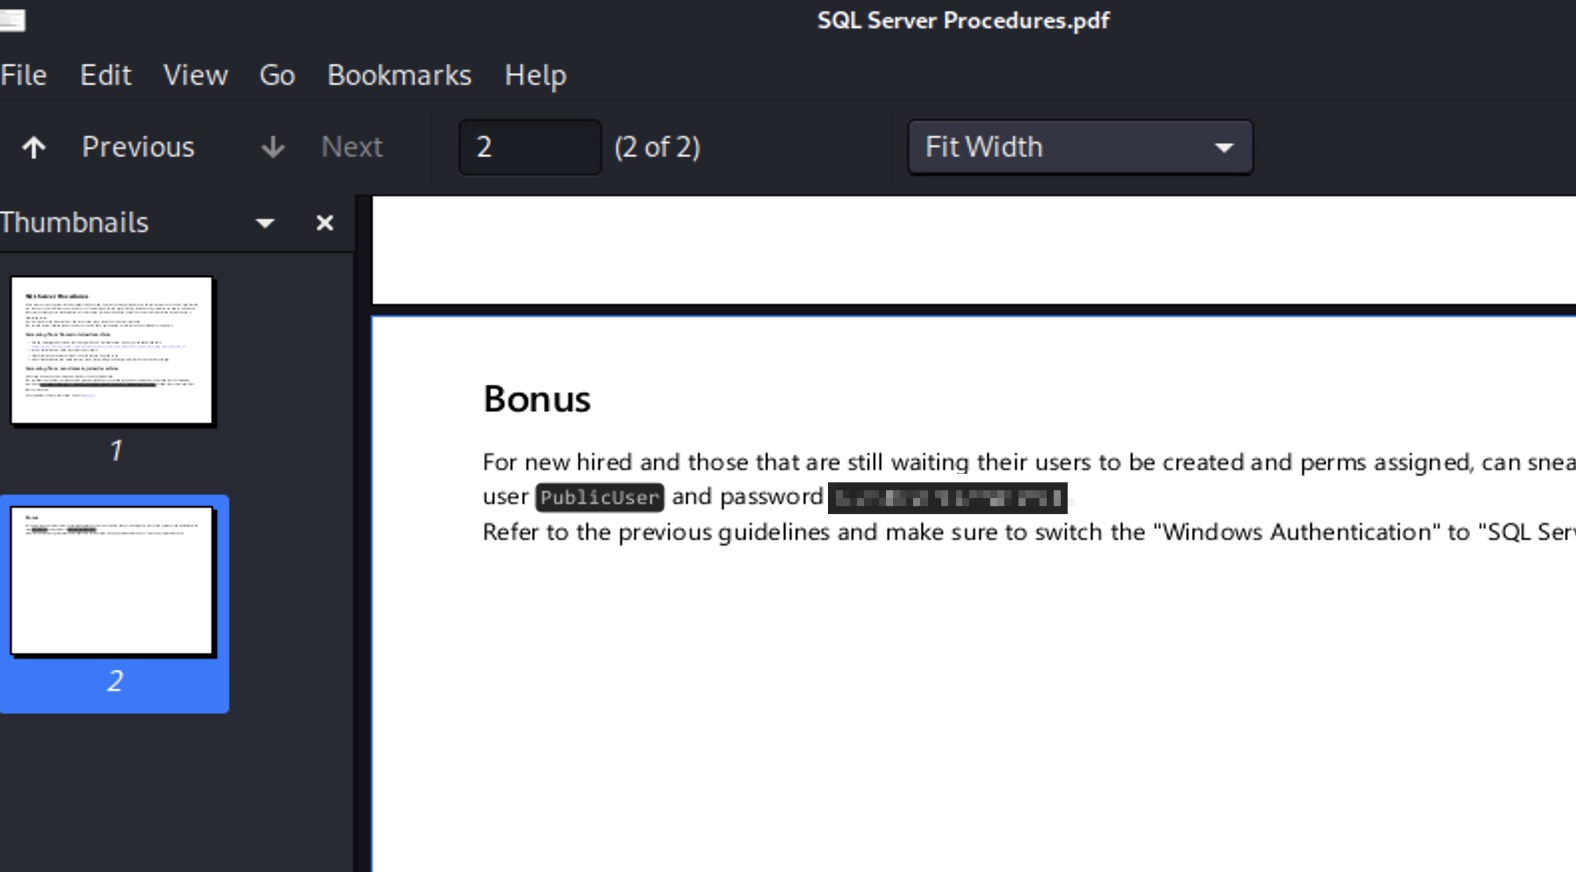 SQL Server Procedures.pdf
File Edit View Go Bookmarks Help
Previous Next 2 (2 of 2) Fit Width
Thumbnails
1
2
Bonus
For new hired and those that are still waiting their users to be created and perms assigned, can snea
user PublicUser and password
Refer to the previous guidelines and make sure to switch the "Windows Authentication" to "SQL Serv